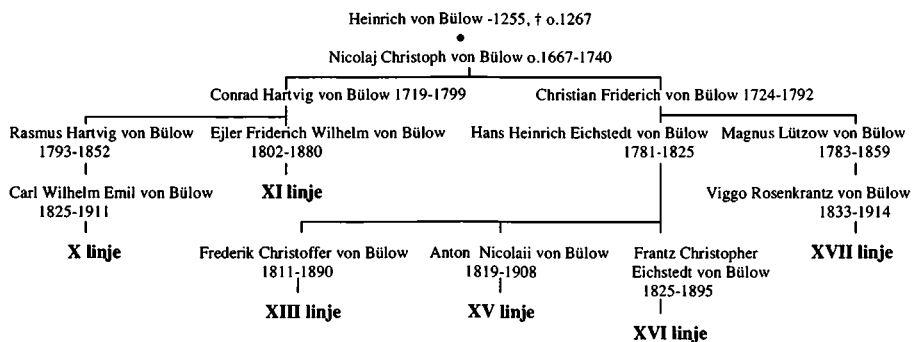 Heinrich von Bülow -1255, † o.1267
Nicolaj Christoph von Bülow o.1667-1740
Conrad Hartvig von Bülow 1719-1799
Christian Friderich von Bülow 1724-1792
Rasmus Hartvig von Bülow
1793-1852
Ejler Friderich Wilhelm von Bülow
1802-1880
Hans Heinrich Eichstedt von Bülow
1781-1825
Magnus Lützow von Bülow
1783-1859
Carl Wilhelm Emil von Bülow
1825-1911
XI linje
Viggo Rosenkrantz von Bülow
1833-1914
X linje
Frederik Christoffer von Bülow
1811-1890
Anton Nicolaii von Bülow
1819-1908
Frantz Christopher
Eichstedt von Bülow
1825-1895
XVII linje
XIII linje
XV linje
XVI linje